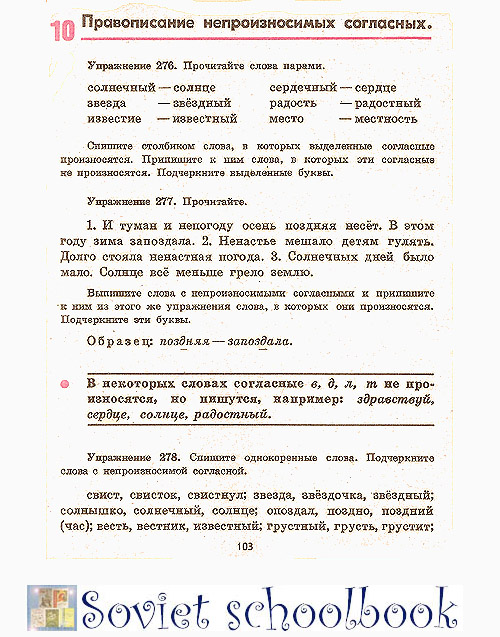 10 Правописание непроизносимых согласных.
Упражнение 276. Прочитайте слова парами.
солнечный — солнце сердечный — сердце
звезда — звёздный радость — радостный
известие — известный место — местность
Спишите столбиком слова, в которых выделенные согласные
произносятся. Припишите к ним слова, в которых эти согласные
не произносятся. Подчеркните выделенные буквы.
Упражнение 277. Прочитайте.
1. И туман и непогоду осень поздняя несёт. В этом
году зима запоздала. 2. Ненастье мешало детям гулять.
Долго стояла ненастная погода. 3. Солнечных дней было
мало. Солнце всё меньше грело землю.
Выпишите слова с непроизносимыми согласными и припишите
к ним из этого же упражнения слова, в которых они произносятся.
Подчеркните эти буквы.
Образец: поздняя — запоздала.
В некоторых словах согласные в, д, л, т не про-
износятся, но пишутся, например: здравствуй,
сердце, солнце, радостный.
Упражнение 278. Спишите однокоренные слова. Подчеркните
слова с непроизносимой согласной.
свист, свисток, свистнул; звезда, звёздочка, звёздный;
солнышко, солнечный, солнце; опоздал, поздно, поздний
(час); весть, вестник, известный; грустный, грусть, грустит;
103
Soviet schoolbook